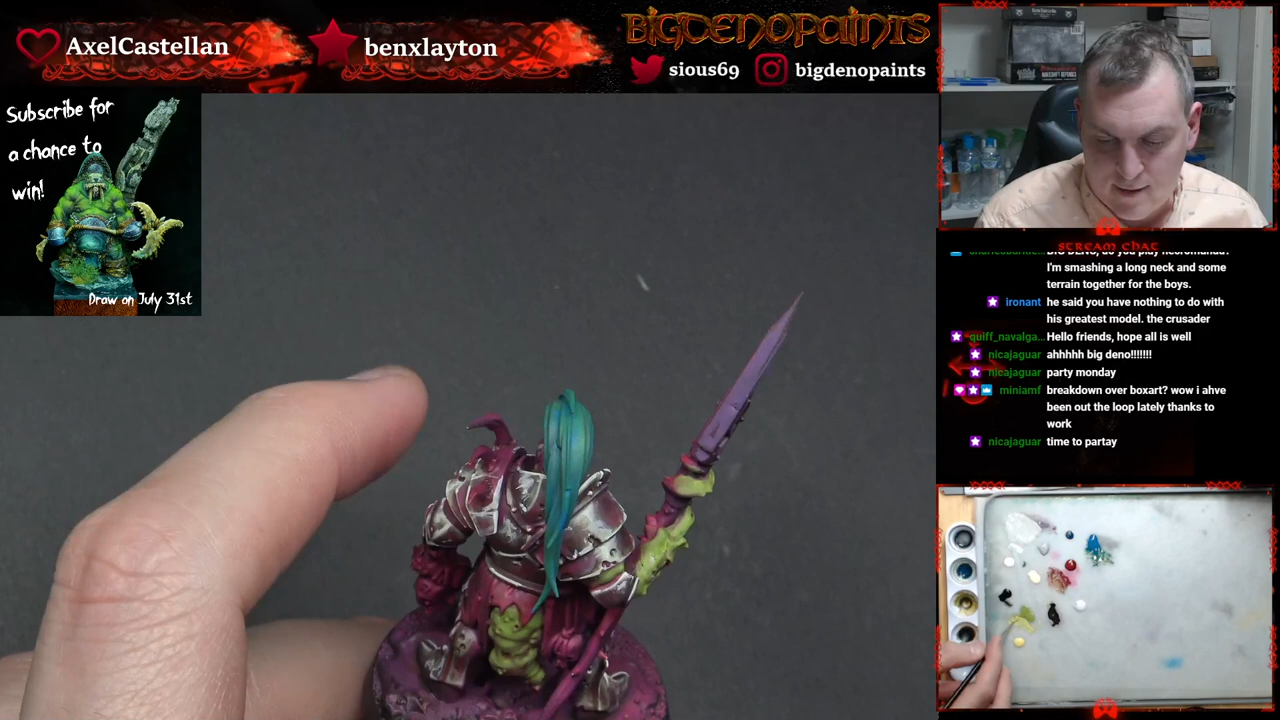 AxelCastellan
benxlayton
BIGDENOPAINTS
sious69
bigdenopaints
Subscribe for
a chance to
win!
Draw on July 31st
STREAM CHAT
I'm smashing a long neck and some
terrain together for the boys.
ironant he said you have nothing to do with
his greatest model. the crusader
quiff_navalga... Hello friends, hope all is well
nicajaguar ahhhhh big deno!!!!!!!
nicajaguar party monday
miniamf breakdown over boxart? wow i ahve
been out the loop lately thanks to
work
nicajaguar time to partay